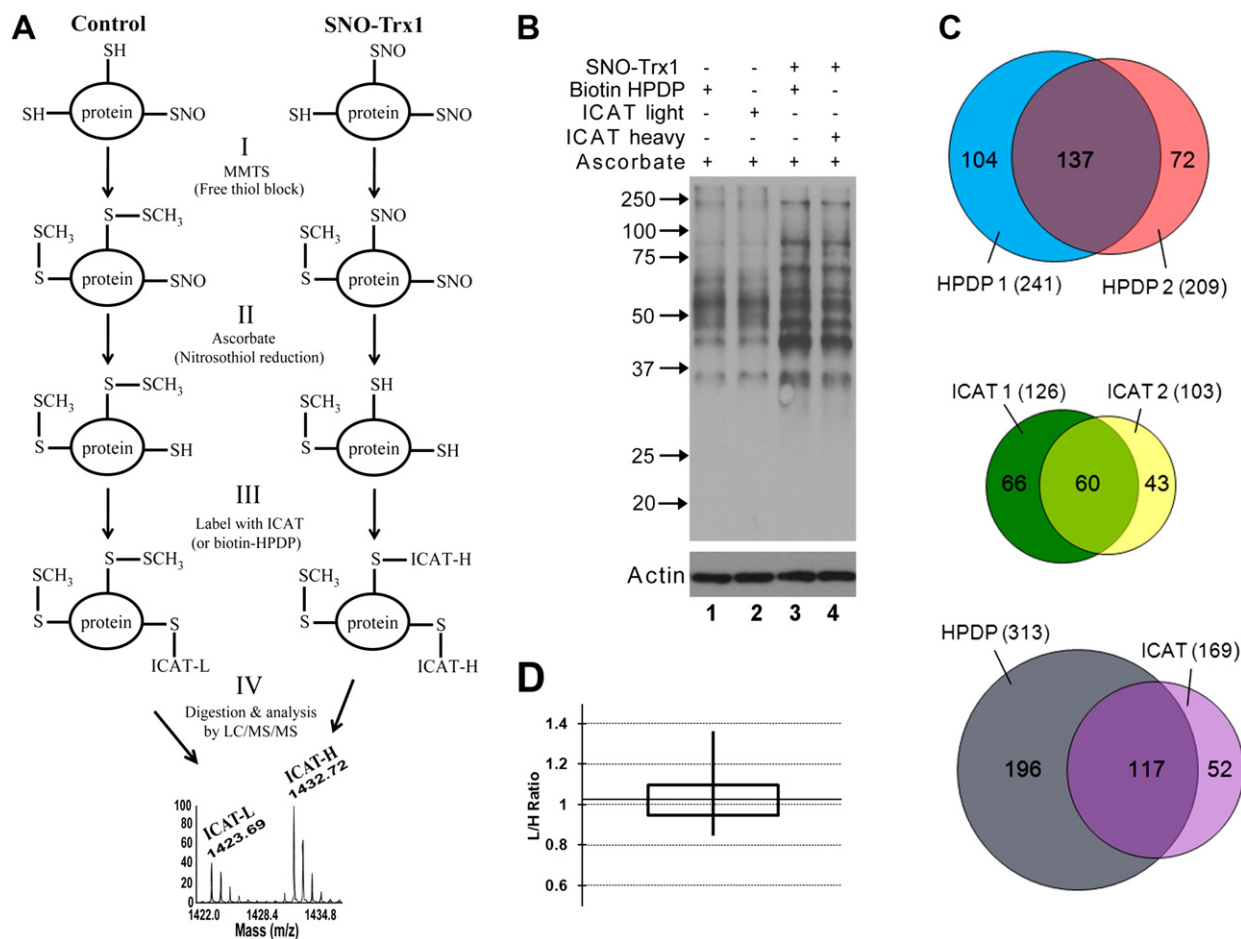 A
Control
SNO-Trx1
SH
SNO
SH
protein
SNO
SH
protein
SNO
I
MMTS
(Free thiol block)
S
SCH3
SCH3
S
protein
SNO
SNO
SCH3
S
protein
SNO
II
Ascorbate
(Nitrosothiol reduction)
S
SCH3
SCH3
S
protein
SH
SH
SCH3
S
protein
SH
III
Label with ICAT
(or biotin-HPDP)
S
SCH3
SCH3
S
protein
S
ICAT-L
S
ICAT-H
SCH3
S
protein
S
ICAT-H
IV
Digestion & analysis
by LC/MS/MS
ICAT-L
1423.69
ICAT-H
1432.72
100
80
60
40
20
0
1422.0 1428.4 1434.8
Mass (m/z)
B
SNO-Trx1 - - + +
Biotin HPDP + - + -
ICAT light - + - -
ICAT heavy - - - +
Ascorbate + + + +
250
100
75
50
37
25
20
Actin
1 2 3 4
C
104 137 72
HPDP 1 (241) HPDP 2 (209)
ICAT 1 (126) ICAT 2 (103)
66 60 43
HPDP (313) ICAT (169)
196 117 52
D
L/H Ratio
1.4
1.2
1
0.8
0.6